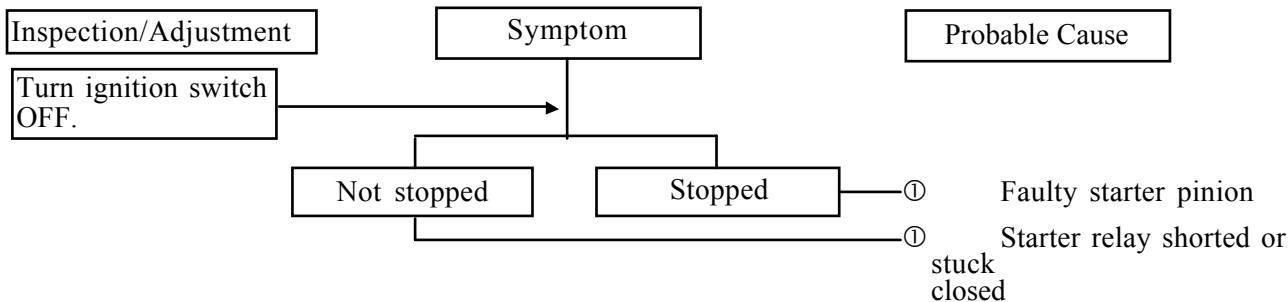 Inspection/Adjustment
Symptom
Probable Cause
Turn ignition switch
OFF.
Not stopped
Stopped
① Faulty starter pinion
① Starter relay shorted or
stuck
closed